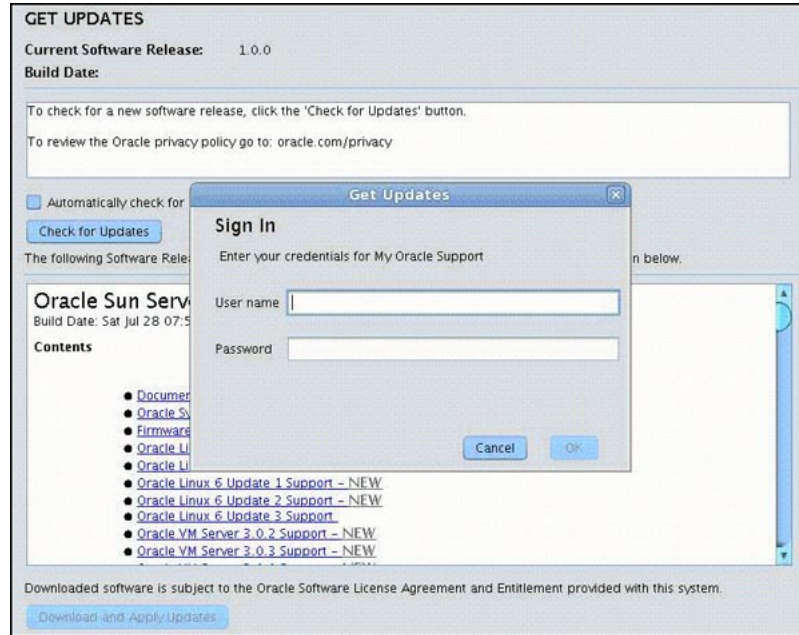 GET UPDATES
Current Software Release: 1.0.0
Build Date:
To check for a new software release, click the 'Check for Updates' button.
To review the Oracle privacy policy go to: oracle.com/privacy
Automatically check for
Check for Updates
The following Software Rele
n below.
Get Updates
Sign In
Enter your credentials for My Oracle Support
User name
Password
Cancel
OK
Oracle Sun Serv
Build Date: Sat Jul 28 07:5
Contents
Documen
Oracle Sy
Firmware
Oracle Li
Oracle Li
Oracle Linux 6 Update 1 Support – NEW
Oracle Linux 6 Update 2 Support – NEW
Oracle Linux 6 Update 3 Support
Oracle VM Server 3.0.2 Support – NEW
Oracle VM Server 3.0.3 Support – NEW
Downloaded software is subject to the Oracle Software License Agreement and Entitlement provided with this system.
Download and Apply Updates